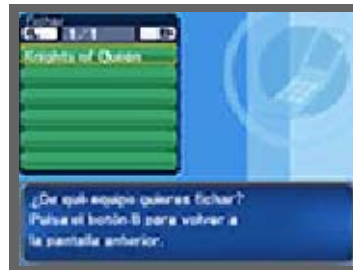 Fichar
1/1
Knights of Queen
¿De qué equipo quieres fichar?
Pulsa el botón B para volver a
la pantalla anterior.